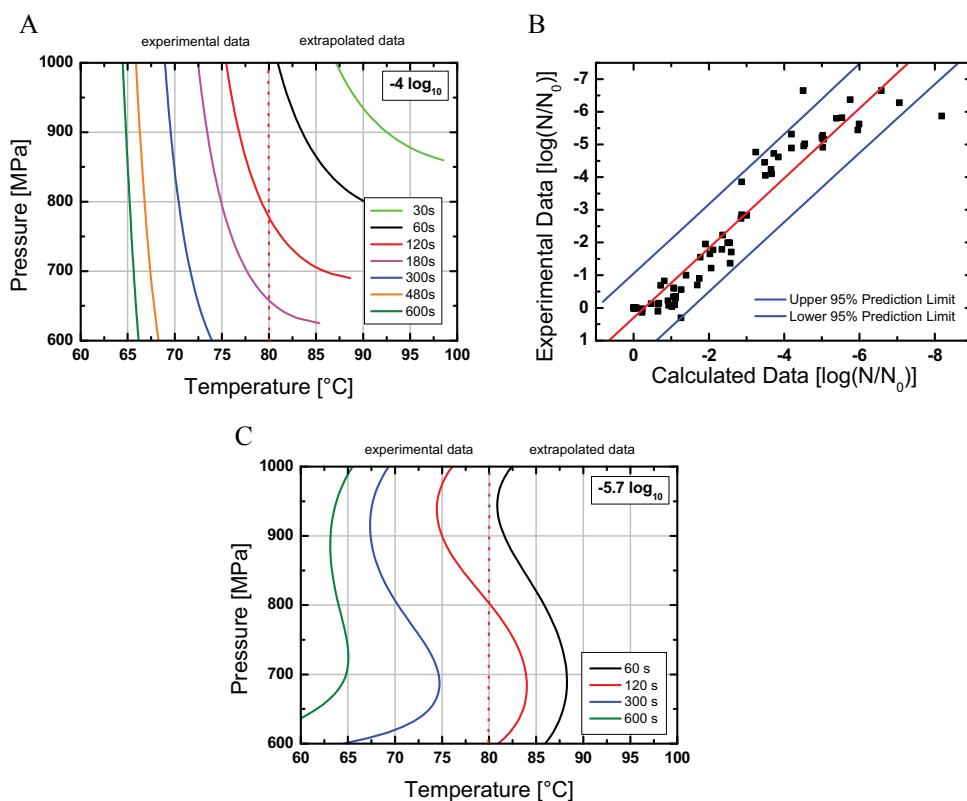 A
experimental data
extrapolated data
-4 log10
1000
900
800
700
600
Pressure [MPa]
30s
60s
120s
180s
300s
480s
600s
60 65 70 75 80 85 90 95 100
Temperature [°C]
B
-7
-6
-5
-4
-3
-2
-1
0
1
Experimental Data [log(N/N0)]
Upper 95% Prediction Limit
Lower 95% Prediction Limit
0 -2 -4 -6 -8
Calculated Data [log(N/N0)]
C
experimental data
extrapolated data
-5.7 log10
1000
900
800
700
600
Pressure [MPa]
60 s
120 s
300 s
600 s
60 65 70 75 80 85 90 95 100
Temperature [°C]